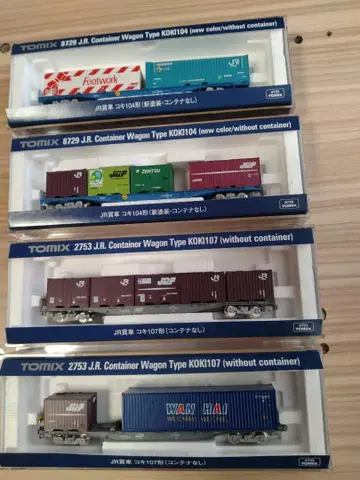 TOMIX 8729 J.R. Container Wagon Type KOKI104 (new color/without container)
Footwork
JR
JR貨車 コキ104形(新塗装·コンテナなし)
TOMIX 8729 J.R. Container Wagon Type KOKI104 (new color/without container)
JR
ZENTSU
JR
JR貨車 コキ104形(新塗装·コンテナなし)
TOMIX 2753 J.R. Container Wagon Type KOKI107 (without container)
JR
JR
JR貨車 コキ107形(コンテナなし)
TOMIX 2753 J.R. Container Wagon Type KOKI107 (without container)
WAN HAI
JR貨車 コキ107形(コンテナなし)